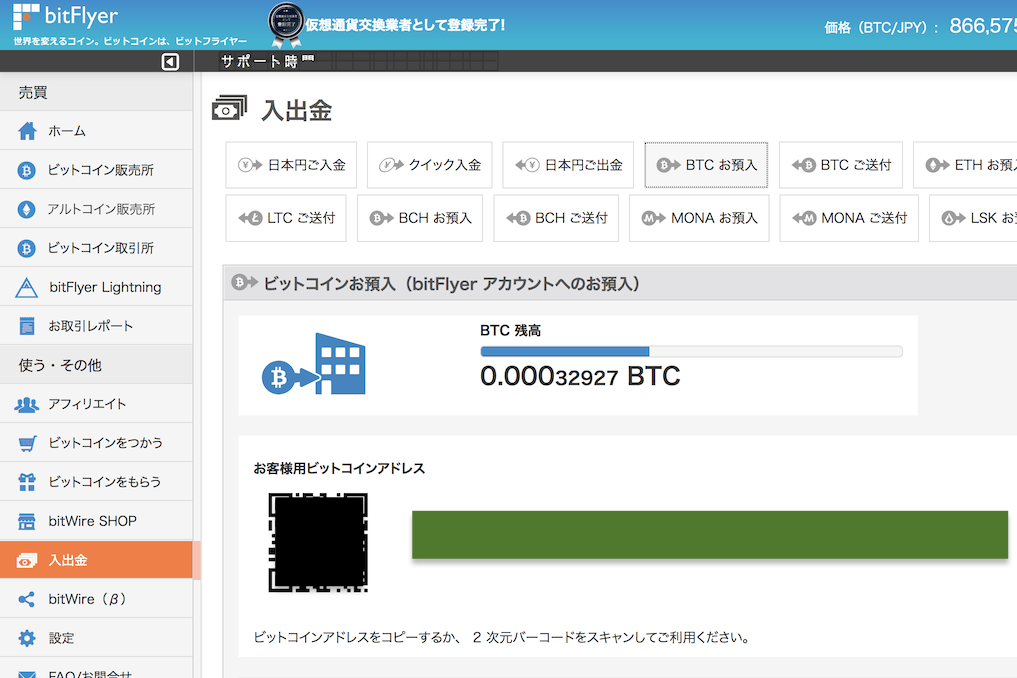 bitFlyer
世界を変えるコイン。ビットコインは、ビットフライヤー
仮想通貨交換業者として登録完了!
価格（BTC/JPY）： 866,575
サポート時
売買
ホーム
ビットコイン販売所
アルトコイン販売所
ビットコイン取引所
bitFlyer Lightning
お取引レポート
使う・その他
アフィリエイト
ビットコインをつかう
ビットコインをもらう
bitWire SHOP
入出金
bitWire（β）
設定
FAQ/お問合せ
入出金
日本円ご入金 クイック入金 日本円ご出金 BTC お預入 BTC ご送付 ETH お預入
LTC ご送付 BCH お預入 BCH ご送付 MONA お預入 MONA ご送付 LSK お
ビットコインお預入（bitFlyer アカウントへのお預入）
BTC 残高
0.00032927 BTC
お客様用ビットコインアドレス
ビットコインアドレスをコピーするか、 2 次元バーコードをスキャンしてご利用ください。